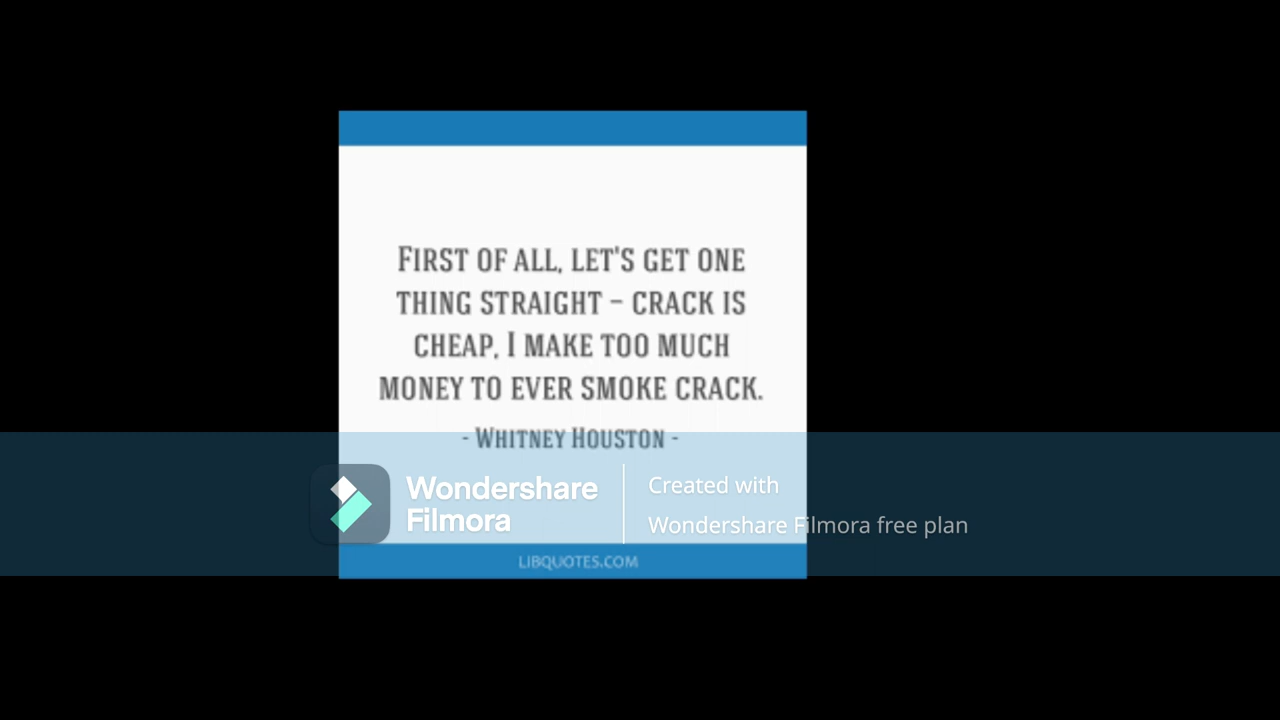 FIRST OF ALL, LET'S GET ONE
THING STRAIGHT – CRACK IS
CHEAP, I MAKE TOO MUCH
MONEY TO EVER SMOKE CRACK.
- WHITNEY HOUSTON -
Wondershare
Filmora
Created with
Wondershare Filmora free plan
LIBQUOTES.COM